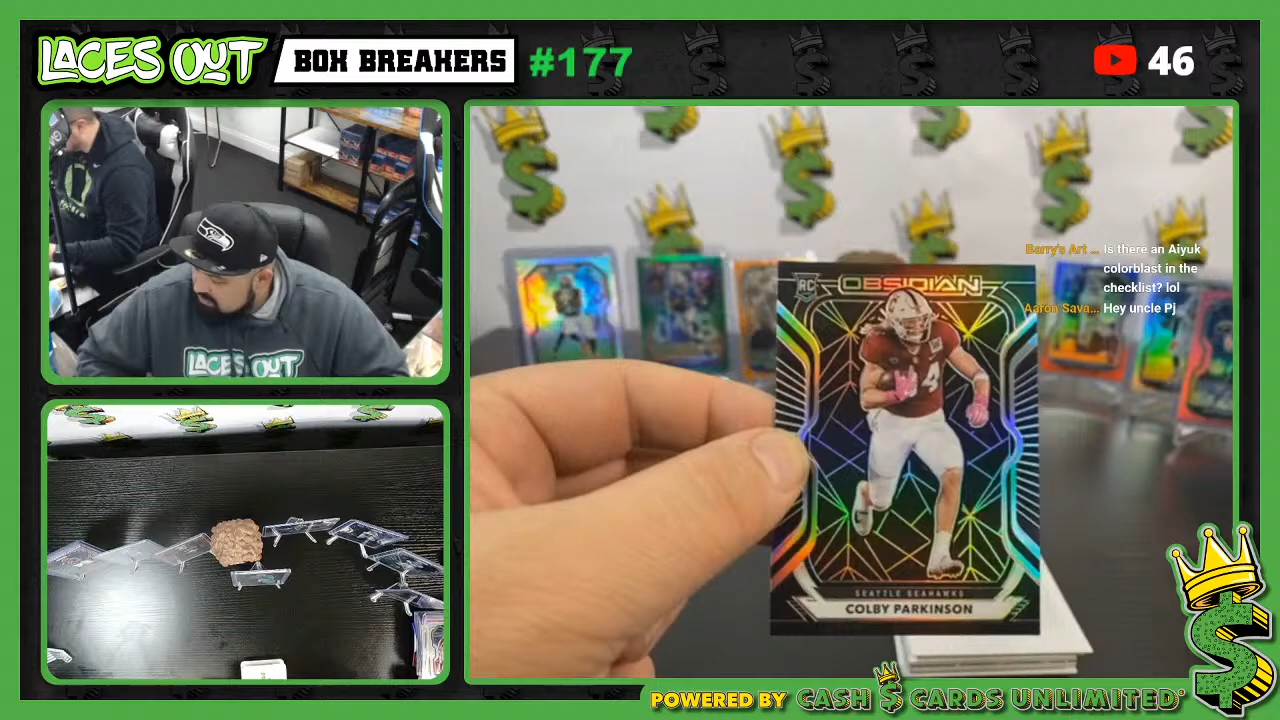 LACES OUT
BOX BREAKERS
#177
46
LACES OUT
Barry's Art ... Is there an Aiyuk
colorblast in the
checklist? lol
Aaron Sava... Hey uncle Pj
RC
OBSIDIAN
4
SEATTLE SEAHAWKS
COLBY PARKINSON
POWERED BY CASH $ CARDS UNLIMITED